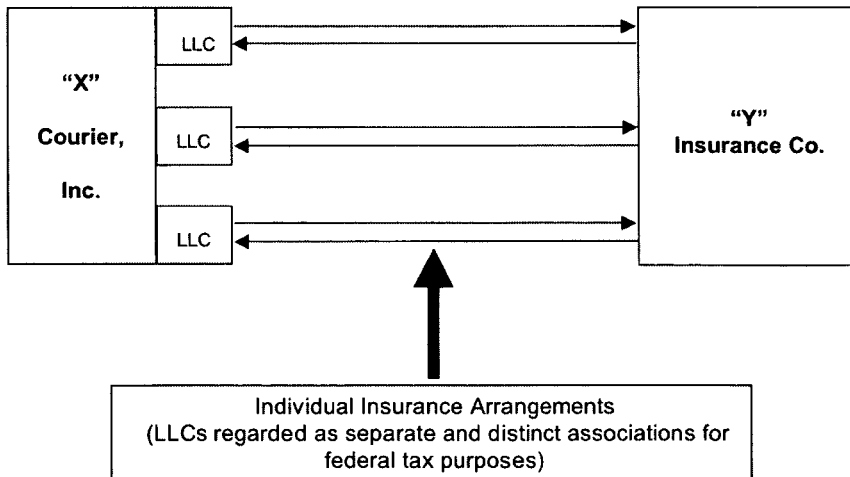 LLC
"X"
Courier,
Inc.
LLC
LLC
"Y"
Insurance Co.
Individual Insurance Arrangements
(LLCs regarded as separate and distinct associations for
federal tax purposes)